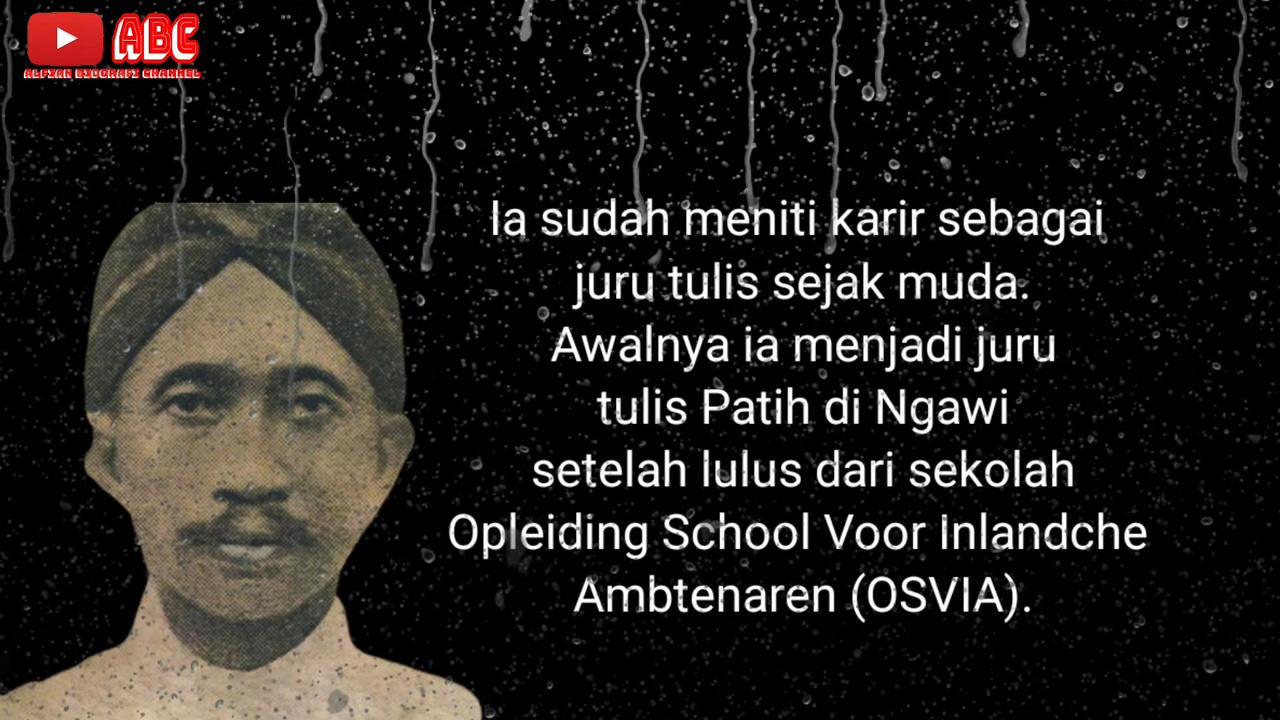 ABC
ALFIAN BIOGRAFI CHANNEL
Ia sudah meniti karir sebagai
juru tulis sejak muda.
Awalnya ia menjadi juru
tulis Patih di Ngawi
setelah lulus dari sekolah
Opleiding School Voor Inlandche
Ambtenaren (OSVIA).